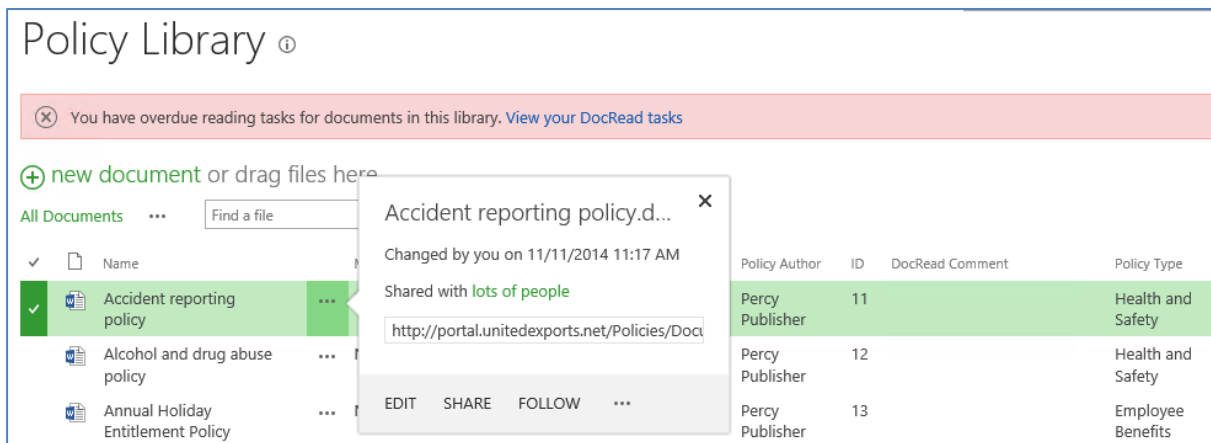 Policy Library
You have overdue reading tasks for documents in this library. View your DocRead tasks
new document or drag files here
All Documents ••• Find a file
Name Policy Author ID DocRead Comment Policy Type
Accident reporting policy.d...
Changed by you on 11/11/2014 11:17 AM
Shared with lots of people
http://portal.unitedexports.net/Policies/Docu
EDIT SHARE FOLLOW •••
Accident reporting ••• Percy 11 Health and
policy Publisher Safety
Alcohol and drug abuse ••• Percy 12 Health and
policy Publisher Safety
Annual Holiday ••• Percy 13 Employee
Entitlement Policy Publisher Benefits